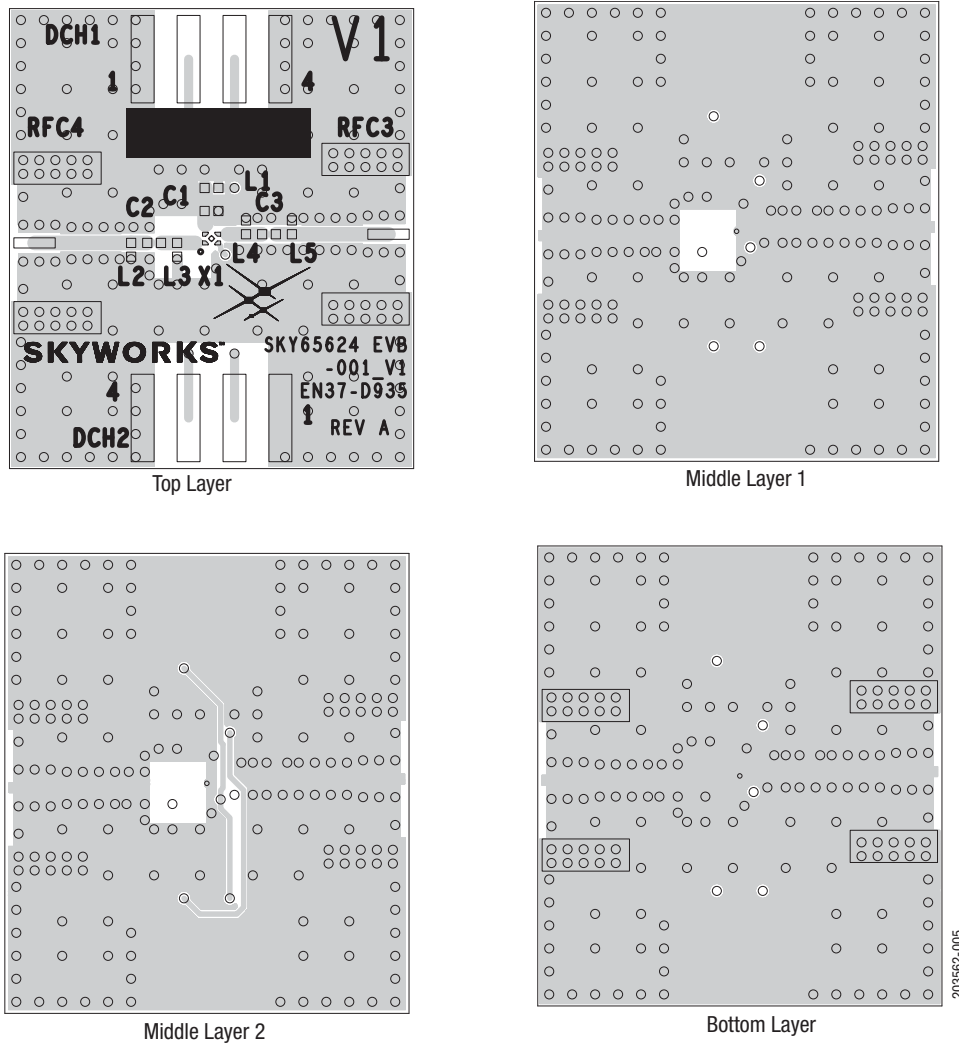 DCH1
V1
1
4
RFC4
RFC3
L1
C1
C3
C2
L4
L5
L2
L3
X1
SKYWORKS
SKY65624 EVB
-001_V1
EN37-D935
4
1
REV A
DCH2
Top Layer
Middle Layer 1
Middle Layer 2
Bottom Layer
203562-005